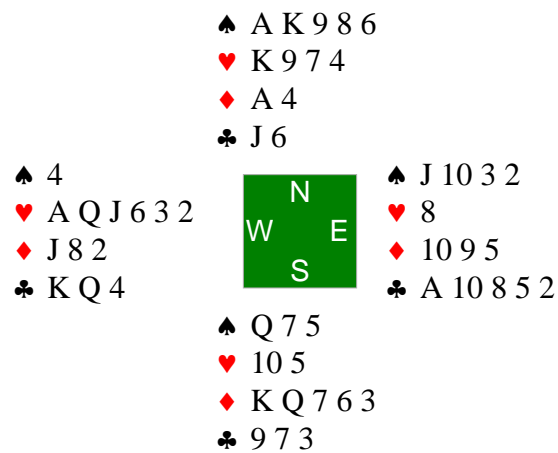 ♠ A K 9 8 6
♥ K 9 7 4
♦ A 4
♣ J 6
♠ 4
♥ A Q J 6 3 2
♦ J 8 2
♣ K Q 4
N
W E
S
♠ J 10 3 2
♥ 8
♦ 10 9 5
♣ A 10 8 5 2
♠ Q 7 5
♥ 10 5
♦ K Q 7 6 3
♣ 9 7 3